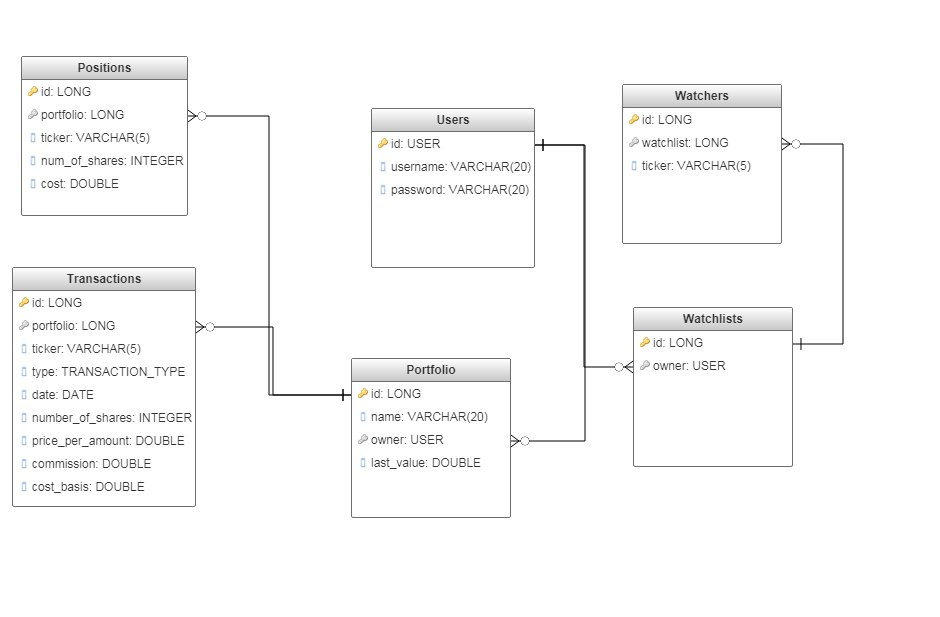 Positions
id: LONG
portfolio: LONG
ticker: VARCHAR(5)
num_of_shares: INTEGER
cost: DOUBLE
Users
id: USER
username: VARCHAR(20)
password: VARCHAR(20)
Watchers
id: LONG
watchlist: LONG
ticker: VARCHAR(5)
Transactions
id: LONG
portfolio: LONG
ticker: VARCHAR(5)
type: TRANSACTION_TYPE
date: DATE
number_of_shares: INTEGER
price_per_amount: DOUBLE
commission: DOUBLE
cost_basis: DOUBLE
Portfolio
id: LONG
name: VARCHAR(20)
owner: USER
last_value: DOUBLE
Watchlists
id: LONG
owner: USER